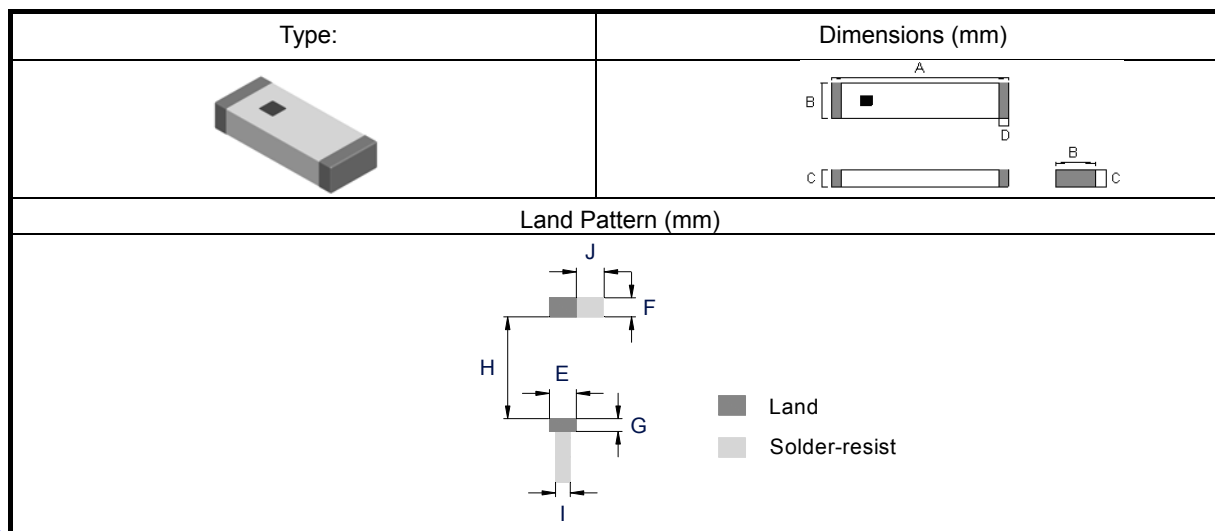 Type:
Dimensions (mm)
A
B
D
B
C
C
Land Pattern (mm)
J
F
H
E
G
Land
Solder-resist
I